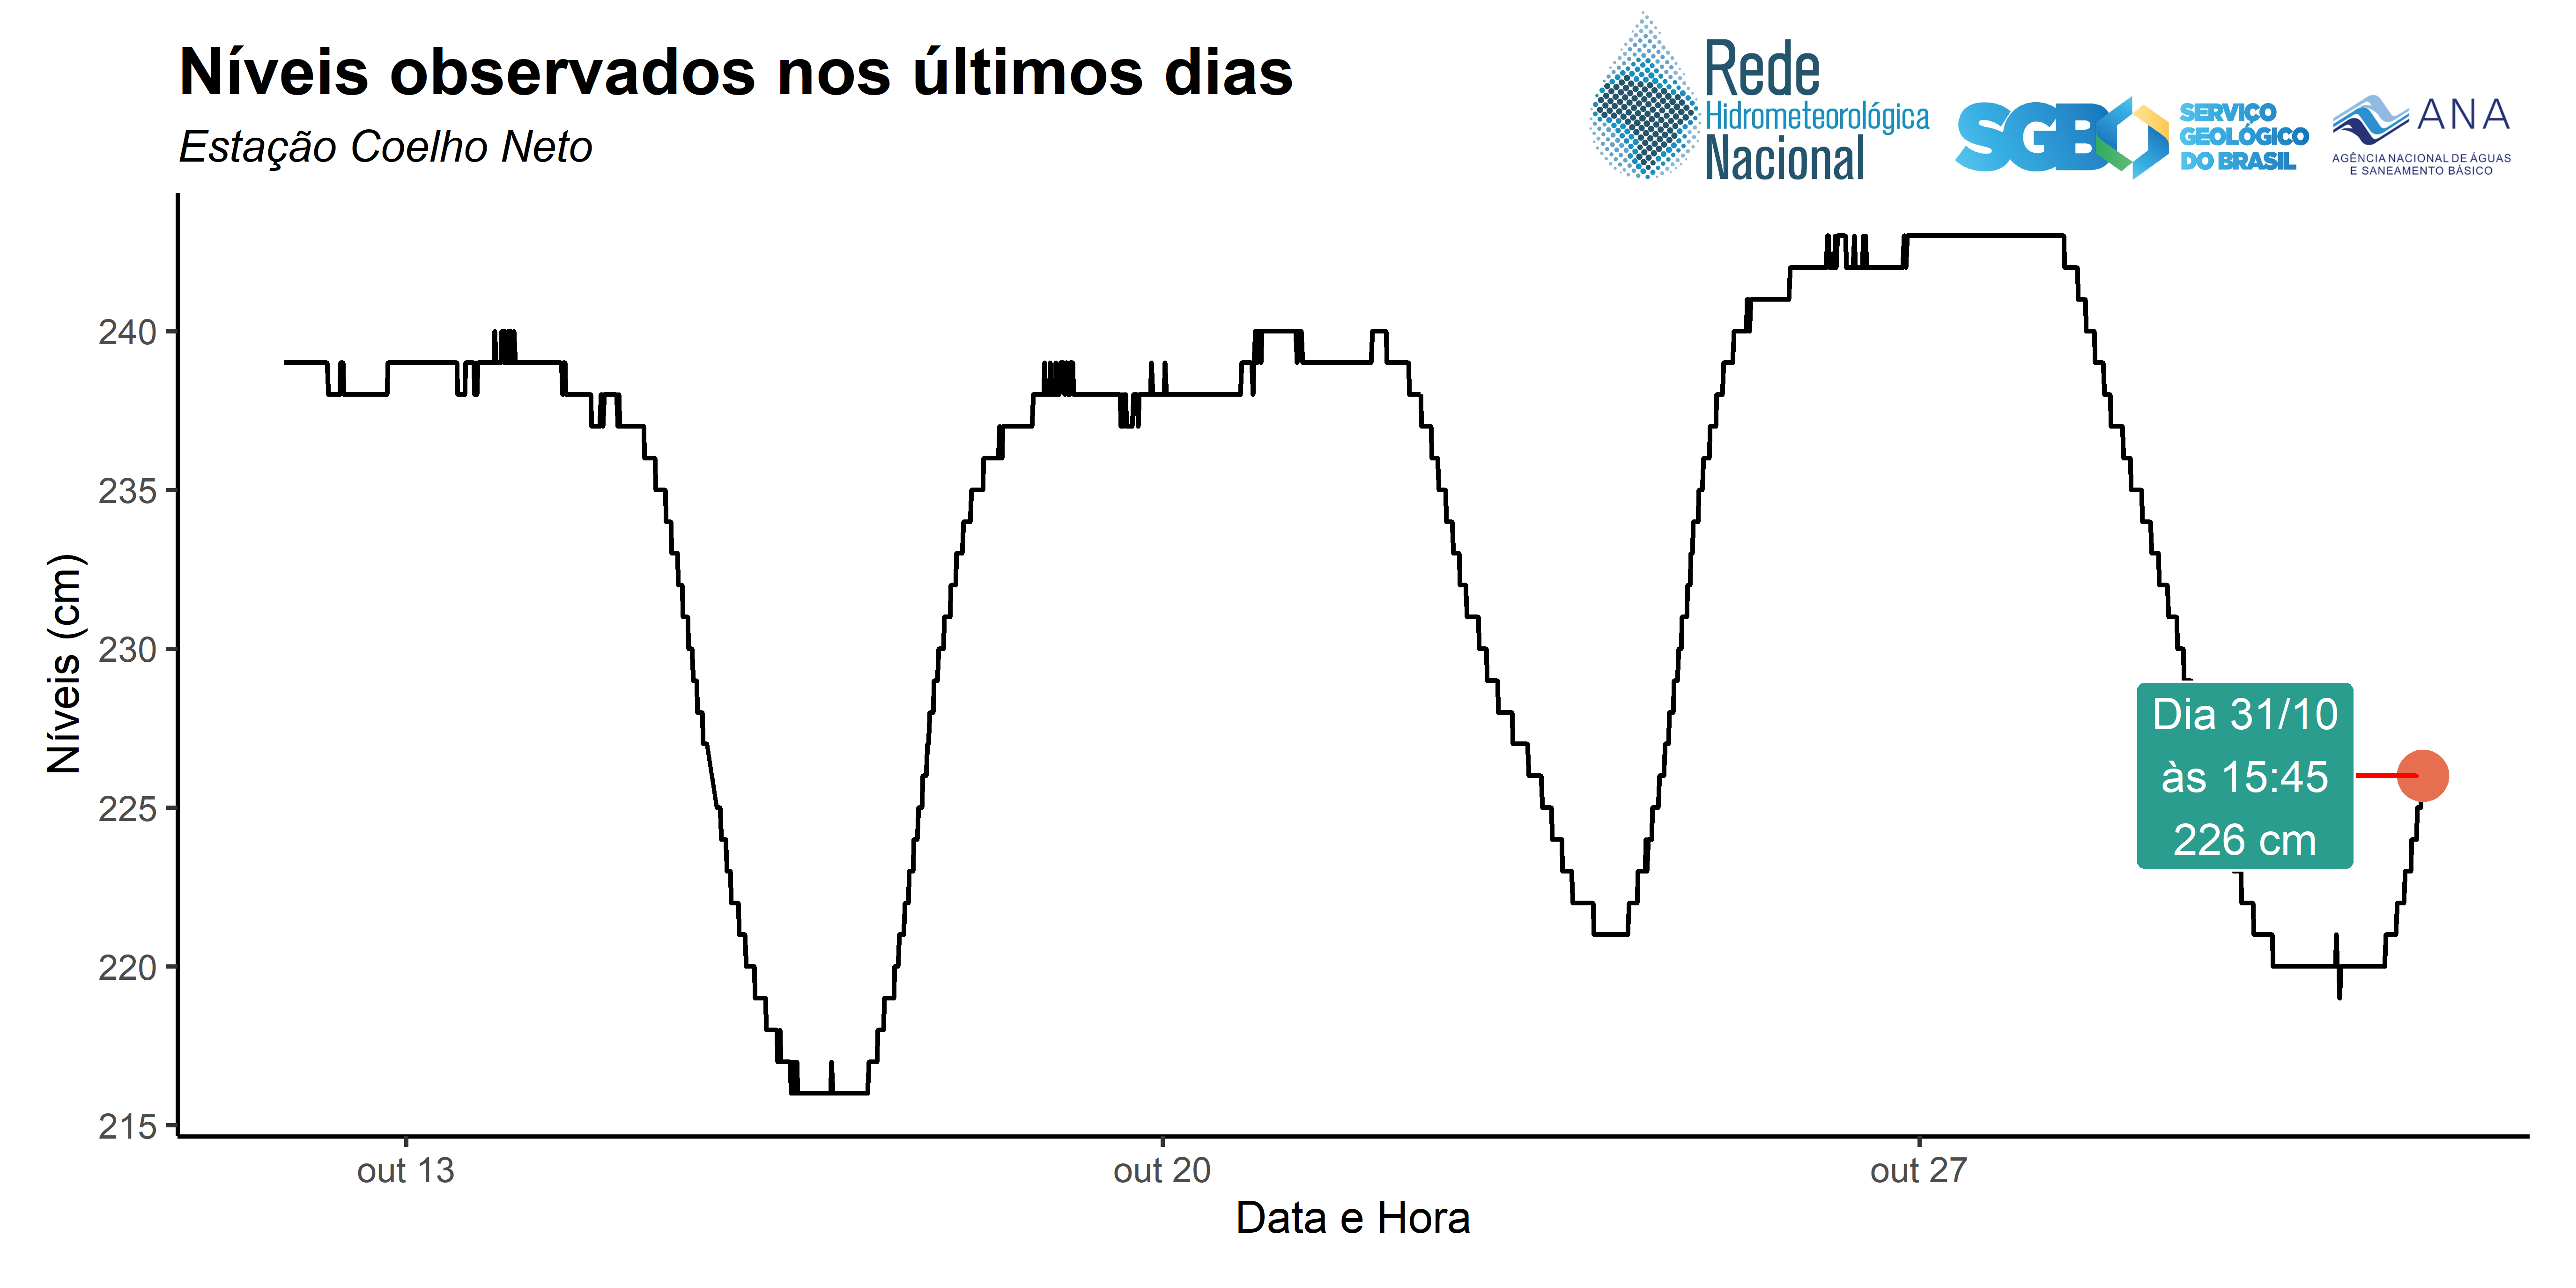 Níveis observados nos últimos dias
Estação Coelho Neto
Rede
Hidrometeorológica
Nacional
SGB
SERVIÇO
GEOLÓGICO
DO BRASIL
ANA
AGÊNCIA NACIONAL DE ÁGUAS
E SANEAMENTO BÁSICO
Níveis (cm)
240
235
230
225
220
215
Dia 31/10
às 15:45
226 cm
out 13
out 20
out 27
Data e Hora